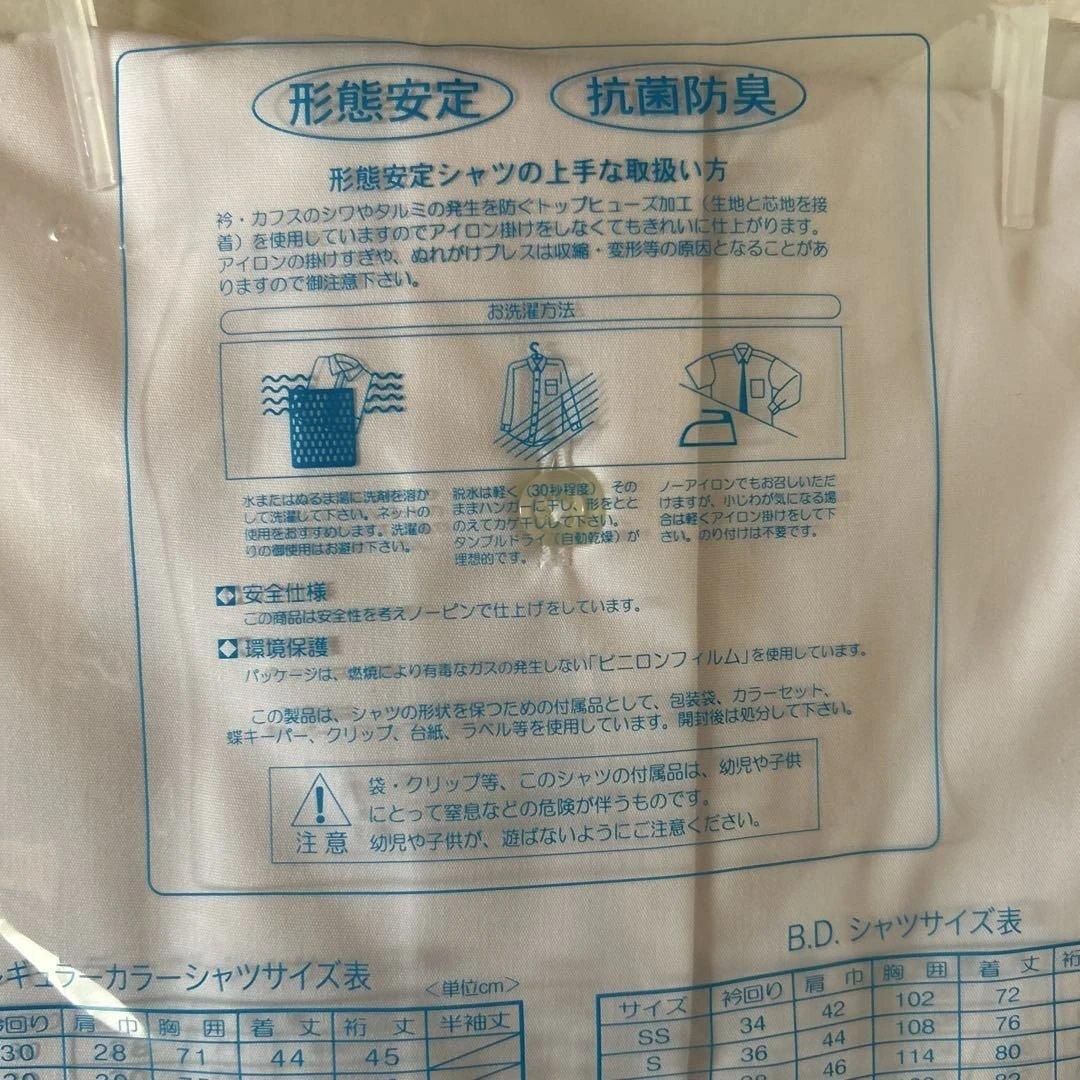 形態安定
抗菌防臭
形態安定シャツの上手な取扱い方
衿・カフスのシワやタルミの発生を防ぐトップヒューズ加工(生地と芯地を接
着)を使用していますのでアイロン掛けをしなくてもきれいに仕上がります。
アイロンの掛けすぎや、ぬれがけプレスは収縮・変形等の原因となることがあ
りますので御注意下さい。
お洗濯方法
水またはぬるま湯に洗剤を溶か
して洗濯して下さい。ネットの
使用をおすすめします。洗濯の
りの御使用はお避け下さい。
脱水は軽く(30秒程度) その
ままハンガーに干し、形をとと
のえてカゲ干しして下さい。
タンブルドライ(自動乾燥)が
理想的です。
ノーアイロンでもお召しいただ
けますが、小じわが気になる場
合は軽くアイロン掛けをして下
さい。のり付けは不要です。
安全仕様
この商品は安全性を考えノーピンで仕上げをしています。
環境保護
パッケージは、燃焼により有毒なガスの発生しない「ビニロンフィルム」を使用しています。
この製品は、シャツの形状を保つための付属品として、包装袋、カラーセット、
蝶キーパー、クリップ、台紙、ラベル等を使用しています。開封後は処分して下さい。
注意
袋・クリップ等、このシャツの付属品は、幼児や子供
にとって窒息などの危険が伴うものです。
幼児や子供が、遊ばないようにご注意ください。
レギュラーカラーシャツサイズ表 <単位cm>
衿回り 肩巾 胸囲 着丈 裄丈 半袖丈
30 28 71 44 45
B.D. シャツサイズ表
サイズ 衿回り 肩巾 胸囲 着丈 裄
SS 34 42 102 72
S 36 44 108 76
46 114 80